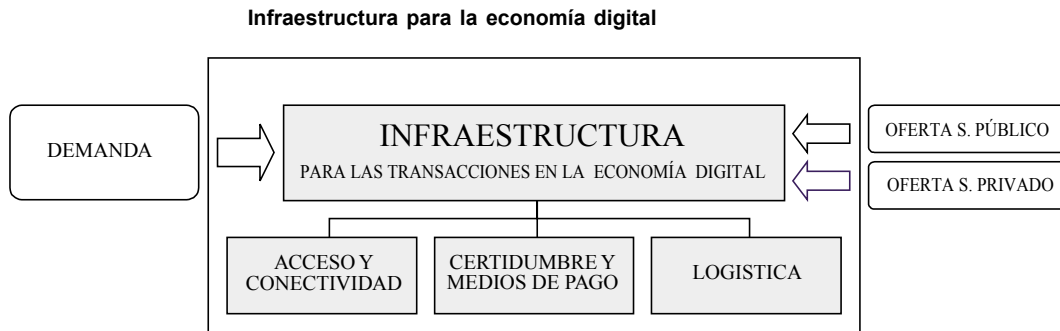 Infraestructura para la economía digital
DEMANDA
INFRAESTRUCTURA
PARA LAS TRANSACCIONES EN LA ECONOMÍA DIGITAL
OFERTA S. PÚBLICO
OFERTA S. PRIVADO
ACCESO Y
CONECTIVIDAD
CERTIDUMBRE Y
MEDIOS DE PAGO
LOGISTICA